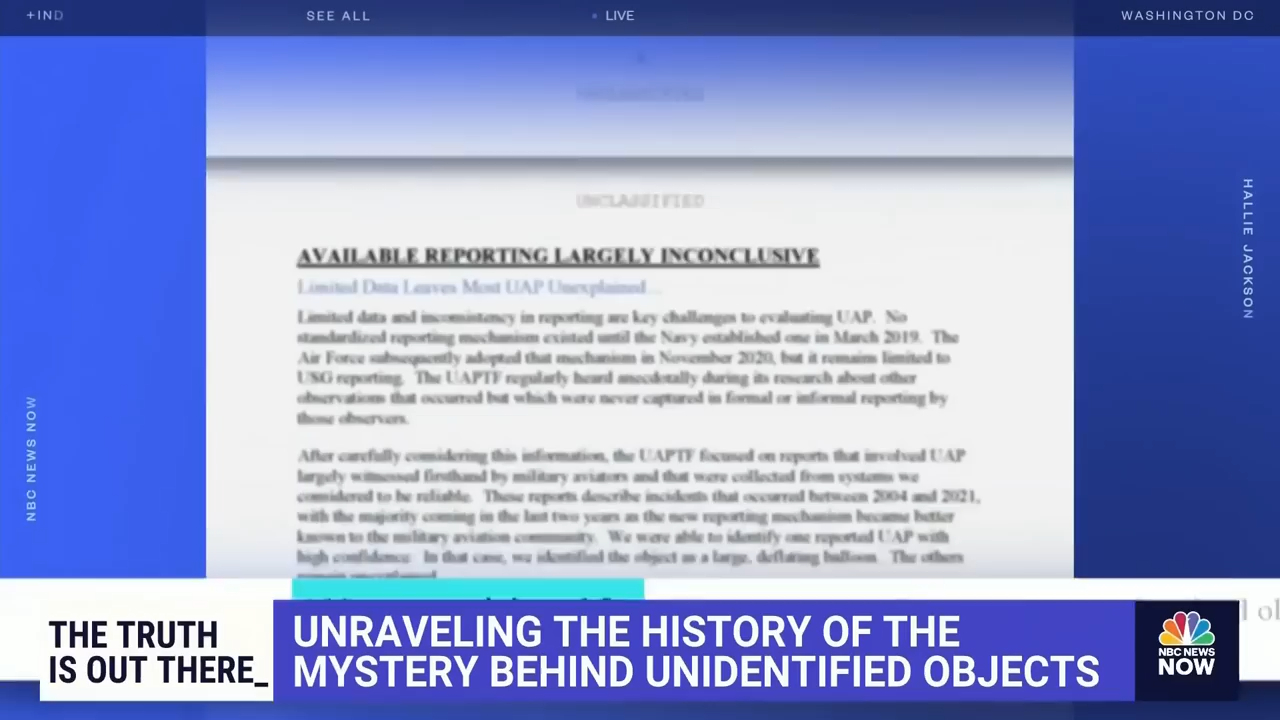 +IND
SEE ALL
LIVE
WASHINGTON DC
UNCLASSIFIED
AVAILABLE REPORTING LARGELY INCONCLUSIVE
Limited Data Leaves Most UAP Unexplained...
Limited data and inconsistency in reporting are key challenges to evaluating UAP. No
standardized reporting mechanism existed until the Navy established one in March 2019. The
Air Force subsequently adopted that mechanism in November 2020, but it remains limited to
USG reporting. The UAPTF regularly heard anecdotally during its research about other
observations that occurred but which were never captured in formal or informal reporting by
those observers.
After carefully considering this information, the UAPTF focused on reports that involved UAP
largely witnessed firsthand by military aviators and that were collected from systems we
considered to be reliable. These reports describe incidents that occurred between 2004 and 2021,
with the majority coming in the last two years as the new reporting mechanism became better
known to the military aviation community. We were able to identify one reported UAP with
high confidence. In that case, we identified the object as a large, deflating balloon. The others
remain unexplained.
HALLIE JACKSON
NBC NEWS NOW
THE TRUTH
IS OUT THERE_
UNRAVELING THE HISTORY OF THE
MYSTERY BEHIND UNIDENTIFIED OBJECTS
NBC NEWS
NOW